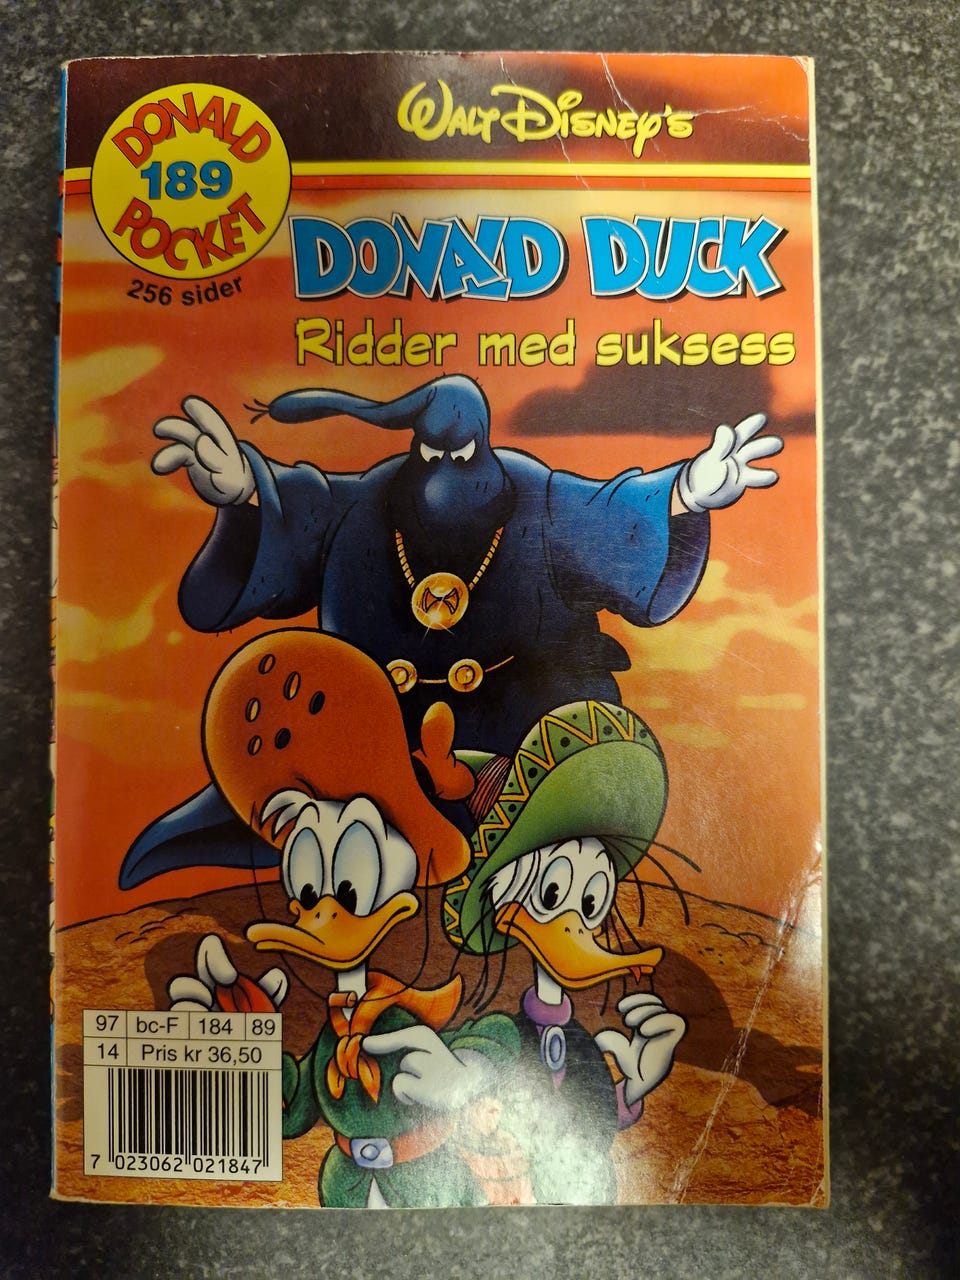 WALT DISNEY'S
DONALD
189
POCKET
256 sider
DONALD DUCK
Ridder med suksess
97 bc-F 184 89
14 Pris kr 36,50
7 023062 021847